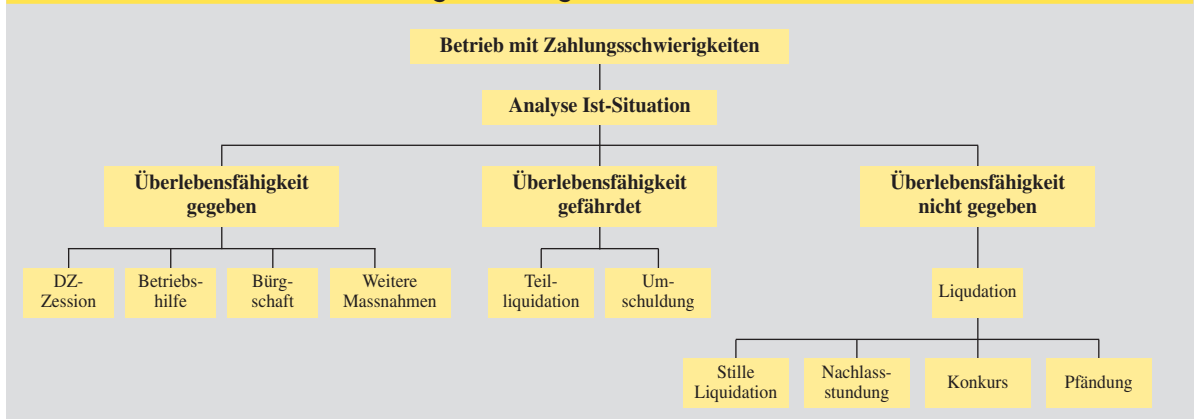 Betrieb mit Zahlungsschwierigkeiten
Analyse Ist-Situation
Überlebensfähigkeit
gegeben
Überlebensfähigkeit
gefährdet
Überlebensfähigkeit
nicht gegeben
DZ-
Zession
Betriebs-
hilfe
Bürg-
schaft
Weitere
Massnahmen
Teil-
liquidation
Um-
schuldung
Liqudation
Stille
Liquidation
Nachlass-
stundung
Konkurs
Pfändung